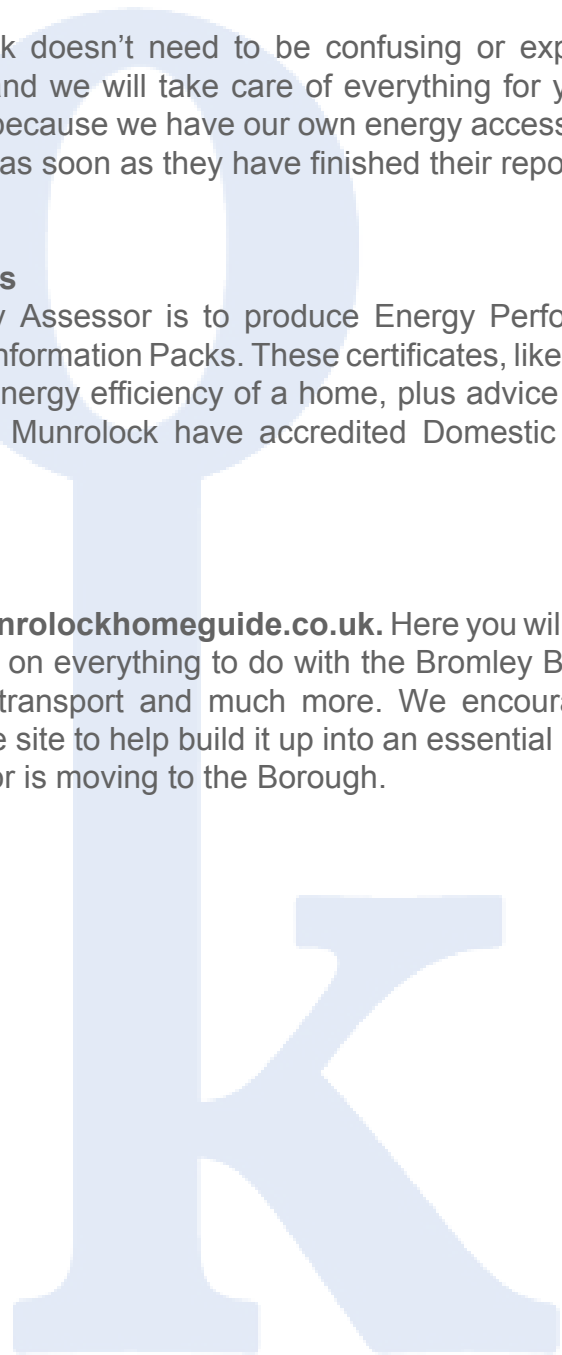 k doesn’t need to be confusing or exp
and we will take care of everything for y
because we have our own energy access
as soon as they have finished their repo
s
y Assessor is to produce Energy Perfo
nformation Packs. These certificates, like
nergy efficiency of a home, plus advice
Munrolock have accredited Domestic
nrolockhomeguide.co.uk. Here you wil
on everything to do with the Bromley B
transport and much more. We encoura
e site to help build it up into an essential
or is moving to the Borough.
o
k